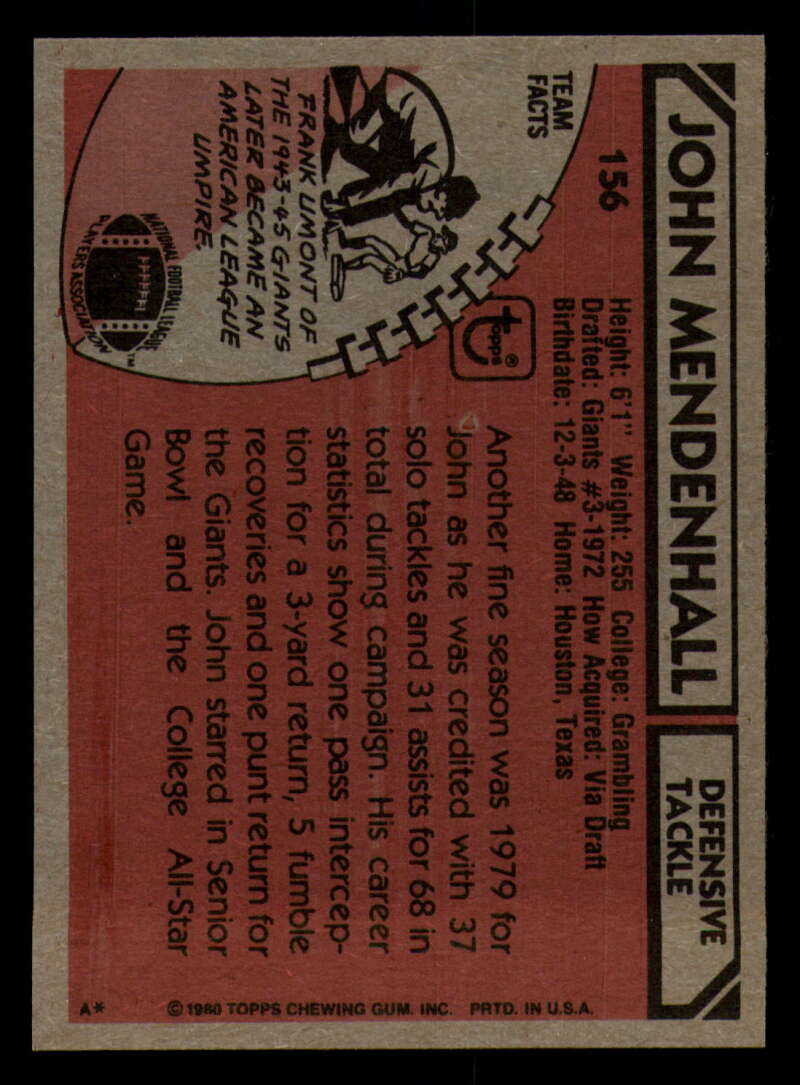 JOHN MENDENHALL
DEFENSIVE
TACKLE
156
Height: 6'1" Weight: 255 College: Grambling
Drafted: Giants #3-1972 How Acquired: Via Draft
Birthdate: 12-3-48 Home: Houston, Texas
TEAM
FACTS
topps®
Another fine season was 1979 for
John as he was credited with 37
solo tackles and 31 assists for 68 in
total during campaign. His career
statistics show one pass intercep-
tion for a 3-yard return, 5 fumble
recoveries and one punt return for
the Giants. John starred in Senior
Bowl and the College All-Star
Game.
FRANK UMONT OF
THE 1943-45 GIANTS
LATER BECAME AN
AMERICAN LEAGUE
UMPIRE.
NATIONAL FOOTBALL LEAGUE
PLAYERS ASSOCIATION™
A* © 1980 TOPPS CHEWING GUM, INC. PRTD. IN U.S.A.